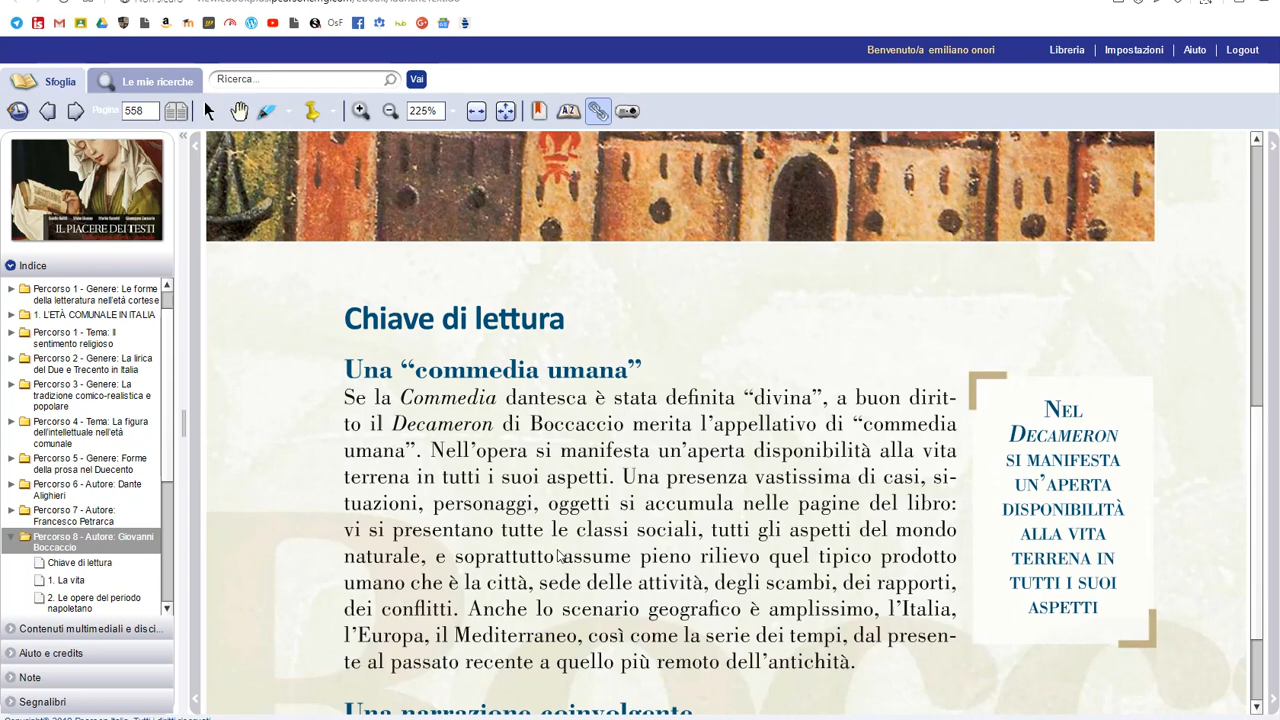 OsF
hub
Benvenuto/a emiliano onori
Libreria | Impostazioni | Aiuto | Logout
Sfoglia
Le mie ricerche
Ricerca...
Vai
Pagina 558
225%
IL PIACERE DEI TESTI
Indice
Percorso 1 - Genere: Le forme
della letteratura nell'età cortese
1. L'ETÀ COMUNALE IN ITALIA
Percorso 1 - Tema: Il
sentimento religioso
Percorso 2 - Genere: La lirica
del Due e Trecento in Italia
Percorso 3 - Genere: La
tradizione comico-realistica e
popolare
Percorso 4 - Tema: La figura
dell'intellettuale nell'età
comunale
Percorso 5 - Genere: Forme
della prosa nel Duecento
Percorso 6 - Autore: Dante
Alighieri
Percorso 7 - Autore:
Francesco Petrarca
Percorso 8 - Autore: Giovanni
Boccaccio
Chiave di lettura
1. La vita
2. Le opere del periodo
napoletano
Contenuti multimediali e disci...
Aiuto e credits
Note
Segnalibri
Chiave di lettura
Una “commedia umana”
Se la Commedia dantesca è stata definita “divina”, a buon dirit-
to il Decameron di Boccaccio merita l’appellativo di “commedia
umana”. Nell’opera si manifesta un’aperta disponibilità alla vita
terrena in tutti i suoi aspetti. Una presenza vastissima di casi, si-
tuazioni, personaggi, oggetti si accumula nelle pagine del libro:
vi si presentano tutte le classi sociali, tutti gli aspetti del mondo
naturale, e soprattutto assume pieno rilievo quel tipico prodotto
umano che è la città, sede delle attività, degli scambi, dei rapporti,
dei conflitti. Anche lo scenario geografico è amplissimo, l’Italia,
l’Europa, il Mediterraneo, così come la serie dei tempi, dal presen-
te al passato recente a quello più remoto dell’antichità.
Una narrazione coinvolgente
NEL
DECAMERON
SI MANIFESTA
UN’APERTA
DISPONIBILITÀ
ALLA VITA
TERRENA IN
TUTTI I SUOI
ASPETTI